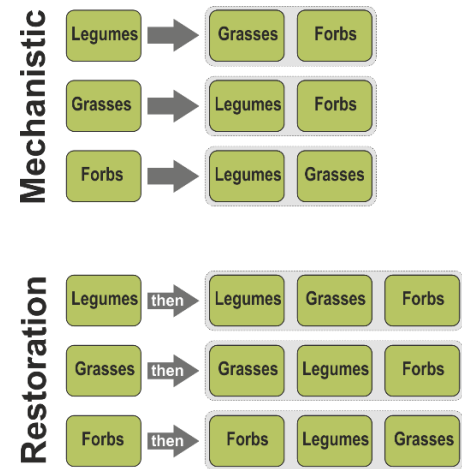 Mechanistic
Legumes Grasses Forbs
Grasses Legumes Forbs
Forbs Legumes Grasses
Restoration
Legumes then Legumes Grasses Forbs
Grasses then Grasses Legumes Forbs
Forbs then Forbs Legumes Grasses